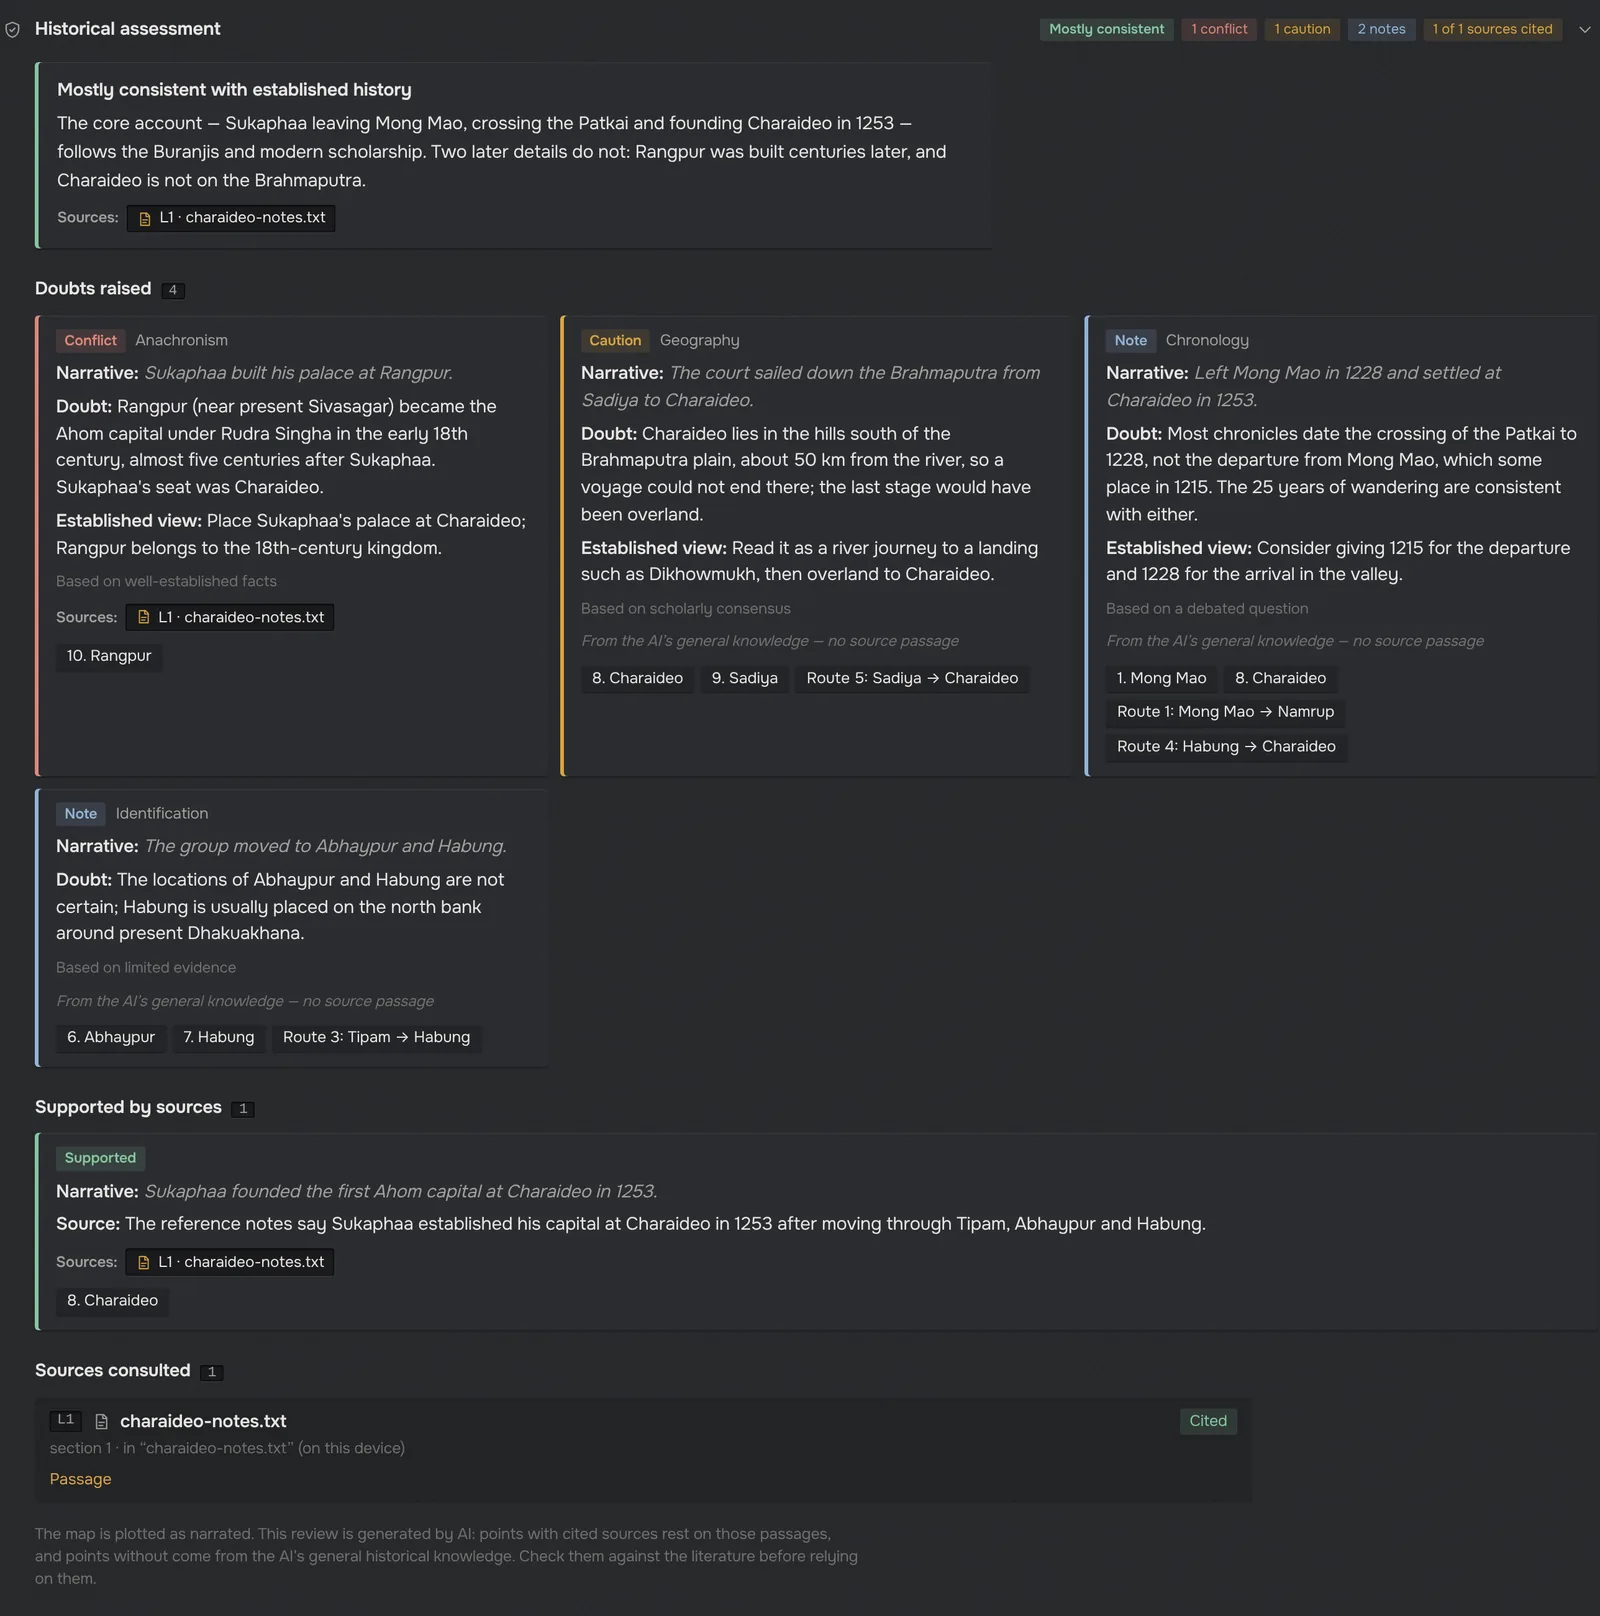 Historical assessment
Mostly consistent 1 conflict 1 caution 2 notes 1 of 1 sources cited
Mostly consistent with established history
The core account — Sukaphaa leaving Mong Mao, crossing the Patkai and founding Charaideo in 1253 —
follows the Buranjis and modern scholarship. Two later details do not: Rangpur was built centuries later, and
Charaideo is not on the Brahmaputra.
Sources: L1 · charaideo-notes.txt
Doubts raised 4
Conflict Anachronism
Narrative: Sukaphaa built his palace at Rangpur.
Doubt: Rangpur (near present Sivasagar) became the
Ahom capital under Rudra Singha in the early 18th
century, almost five centuries after Sukaphaa.
Sukaphaa's seat was Charaideo.
Established view: Place Sukaphaa's palace at Charaideo;
Rangpur belongs to the 18th-century kingdom.
Based on well-established facts
Sources: L1 · charaideo-notes.txt
10. Rangpur
Caution Geography
Narrative: The court sailed down the Brahmaputra from
Sadiya to Charaideo.
Doubt: Charaideo lies in the hills south of the
Brahmaputra plain, about 50 km from the river, so a
voyage could not end there; the last stage would have
been overland.
Established view: Read it as a river journey to a landing
such as Dikhowmukh, then overland to Charaideo.
Based on scholarly consensus
From the AI's general knowledge — no source passage
8. Charaideo 9. Sadiya Route 5: Sadiya → Charaideo
Note Chronology
Narrative: Left Mong Mao in 1228 and settled at
Charaideo in 1253.
Doubt: Most chronicles date the crossing of the Patkai to
1228, not the departure from Mong Mao, which some
place in 1215. The 25 years of wandering are consistent
with either.
Established view: Consider giving 1215 for the departure
and 1228 for the arrival in the valley.
Based on a debated question
From the AI's general knowledge — no source passage
1. Mong Mao 8. Charaideo
Route 1: Mong Mao → Namrup
Route 4: Habung → Charaideo
Note Identification
Narrative: The group moved to Abhaypur and Habung.
Doubt: The locations of Abhaypur and Habung are not
certain; Habung is usually placed on the north bank
around present Dhakuakhana.
Based on limited evidence
From the AI's general knowledge — no source passage
6. Abhaypur 7. Habung Route 3: Tipam → Habung
Supported by sources 1
Supported
Narrative: Sukaphaa founded the first Ahom capital at Charaideo in 1253.
Source: The reference notes say Sukaphaa established his capital at Charaideo in 1253 after moving through Tipam, Abhaypur and Habung.
Sources: L1 · charaideo-notes.txt
8. Charaideo
Sources consulted 1
L1 charaideo-notes.txt Cited
section 1 · in “charaideo-notes.txt” (on this device)
Passage
The map is plotted as narrated. This review is generated by AI: points with cited sources rest on those passages,
and points without come from the AI's general historical knowledge. Check them against the literature before relying
on them.